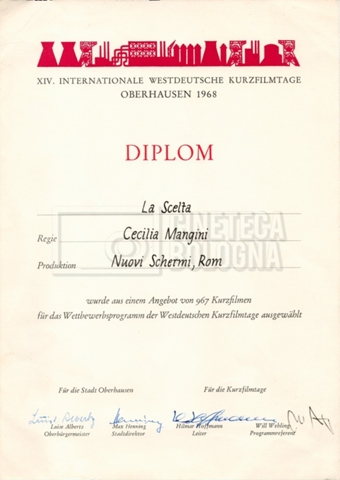 XIV. INTERNATIONALE WESTDEUTSCHE KURZFILMTAGE
OBERHAUSEN 1968
DIPLOM
La Scelta
Regie Cecilia Mangini
Produktion Nuovi Schermi, Rom
CINETECA
BOLOGNA
wurde aus einem Angebot von 967 Kurzfilmen
für das Wettbewerbsprogramm der Westdeutschen Kurzfilmtage ausgewählt
Für die Stadt Oberhausen Für die Kurzfilmtage
Luise Albertz Max Henning Hilmar Hoffmann Will Wehling
Oberbürgermeister Stadtdirektor Leiter Programmreferent